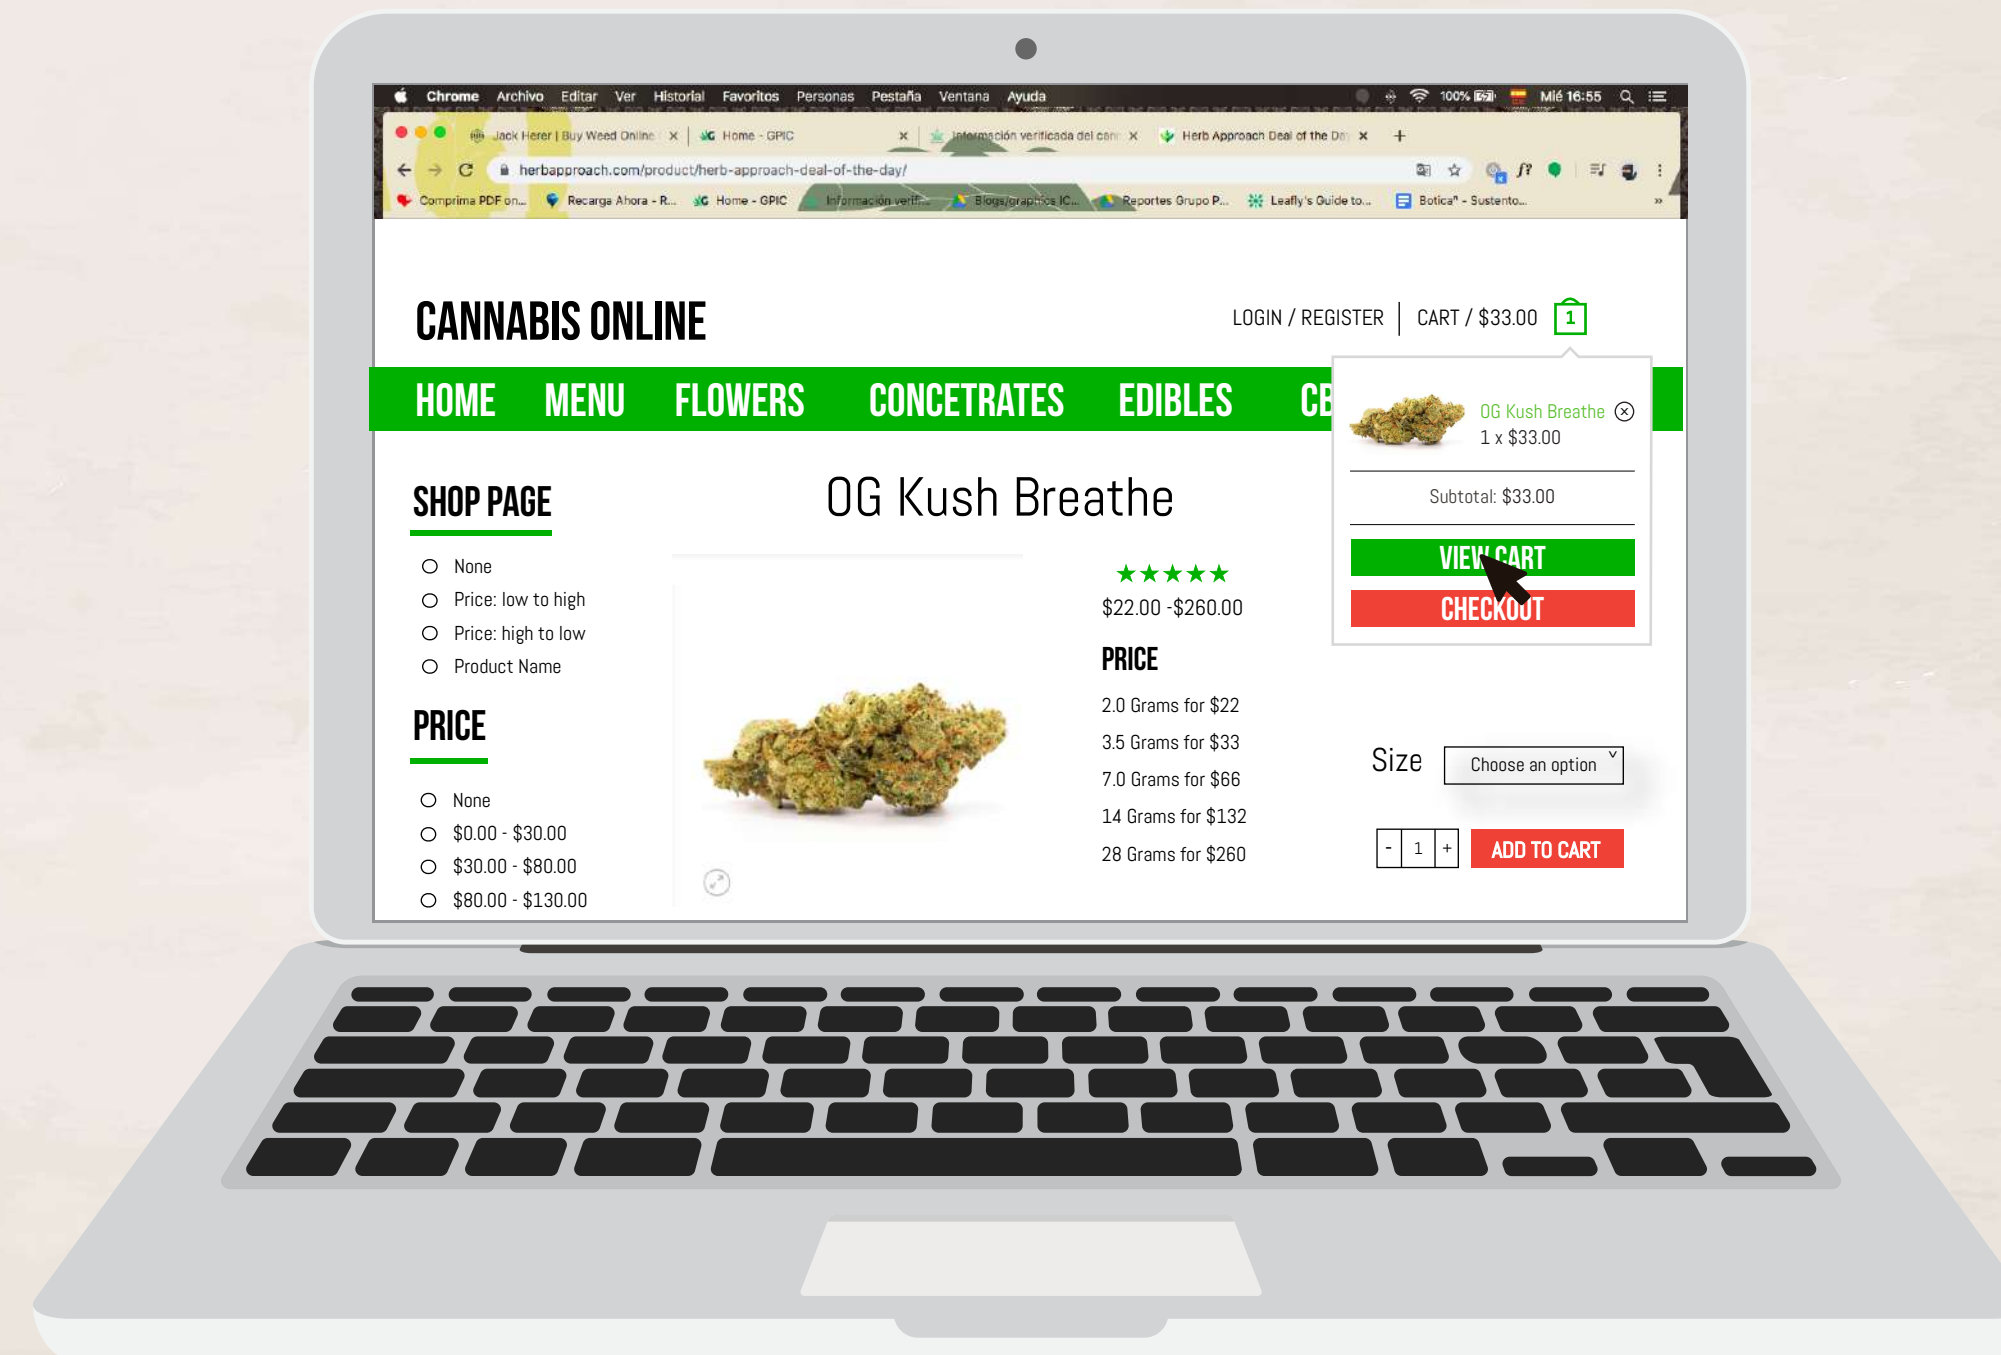 Chrome Archivo Editar Ver Historial Favoritos Personas Pestaña Ventana Ayuda 100% Mié 16:55
Jack Herer | Buy Weed Online Home - GPIC Información verificada del cann Herb Approach Deal of the Da
herbapproach.com/product/herb-approach-deal-of-the-day/
Comprima PDF on... Recarga Ahora - R... Home - GPIC Información verifi... Blogs/graphics IC... Reportes Grupo P... Leafly's Guide to... Botica" - Sustento... »
CANNABIS ONLINE
LOGIN / REGISTER | CART / $33.00 1
HOME MENU FLOWERS CONCETRATES EDIBLES CB
OG Kush Breathe
1 x $33.00
Subtotal: $33.00
VIEW CART
CHECKOUT
SHOP PAGE
None
Price: low to high
Price: high to low
Product Name
PRICE
None
$0.00 - $30.00
$30.00 - $80.00
$80.00 - $130.00
OG Kush Breathe
★★★★★
$22.00 -$260.00
PRICE
2.0 Grams for $22
3.5 Grams for $33
7.0 Grams for $66
14 Grams for $132
28 Grams for $260
Size Choose an option
- 1 + ADD TO CART